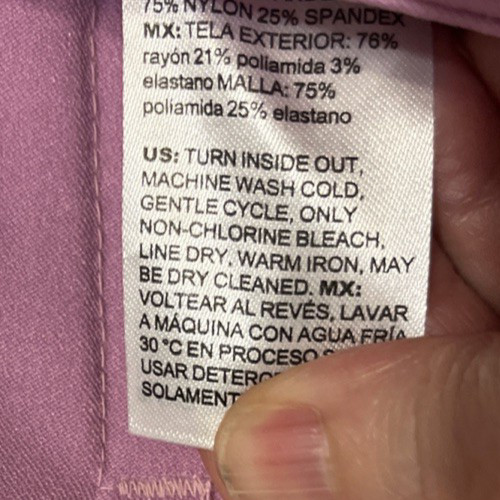 75% NYLON 25% SPANDEX
MX: TELA EXTERIOR: 76%
rayón 21% poliamida 3%
elastano MALLA: 75%
poliamida 25% elastano
US: TURN INSIDE OUT,
MACHINE WASH COLD,
GENTLE CYCLE, ONLY
NON-CHLORINE BLEACH,
LINE DRY, WARM IRON, MAY
BE DRY CLEANED. MX:
VOLTEAR AL REVÉS, LAVAR
A MÁQUINA CON AGUA FRÍA
30 °C EN PROCESO
USAR